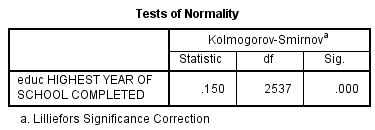 Tests of Normality
Kolmogorov-Smirnovᵃ
Statistic df Sig.
educ HIGHEST YEAR OF
SCHOOL COMPLETED .150 2537 .000
a. Lilliefors Significance Correction